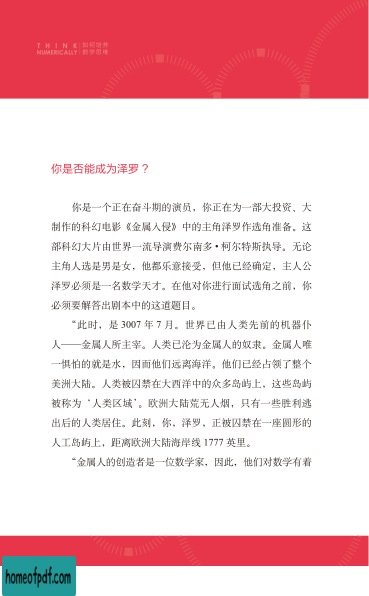 THINK
NUMERICALLY
如何培养
数学思维
你是否能成为泽罗？
你是一个正在奋斗期的演员，你正在为一部大投资、大
制作的科幻电影《金属人侵》中的主角泽罗作选角准备。这
部科幻大片由世界一流导演费尔南多·柯尔特斯执导。无论
主角人选是男是女，他都乐意接受，但他已经确定，主人公
泽罗必须是一名数学天才。在他对你进行面试选角之前，你
必须要解答出剧本中的这道题目。
“此时，是 3007 年 7 月。世界已由人类先前的机器仆
人——金属人所主宰。人类已沦为金属人的奴隶。金属人唯
一惧怕的就是水，因而他们远离海洋。他们已经占领了整个
美洲大陆。人类被囚禁在大西洋中的众多岛屿上，这些岛屿
被称为‘人类区域’。欧洲大陆荒无人烟，只有一些胜利逃
出后的人类居住。此刻，你，泽罗，正被囚禁在一座圆形的
人工岛屿上，距离欧洲大陆海岸线 1777 英里。
“金属人的创造者是一位数学家，因此，他们对数学有着
homeofpdf.com